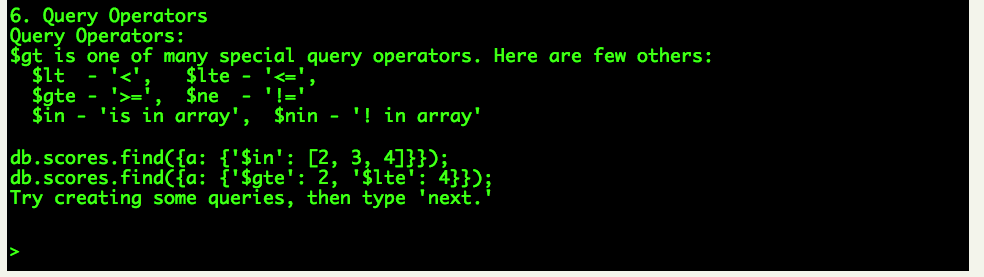 6. Query Operators
Query Operators:
$gt is one of many special query operators. Here are few others:
  $lt  - '<',   $lte - '<=',
  $gte - '>=',  $ne  - '!='
  $in - 'is in array',  $nin - '! in array'

db.scores.find({a: {'$in': [2, 3, 4]}});
db.scores.find({a: {'$gte': 2, '$lte': 4}});
Try creating some queries, then type 'next.'

>